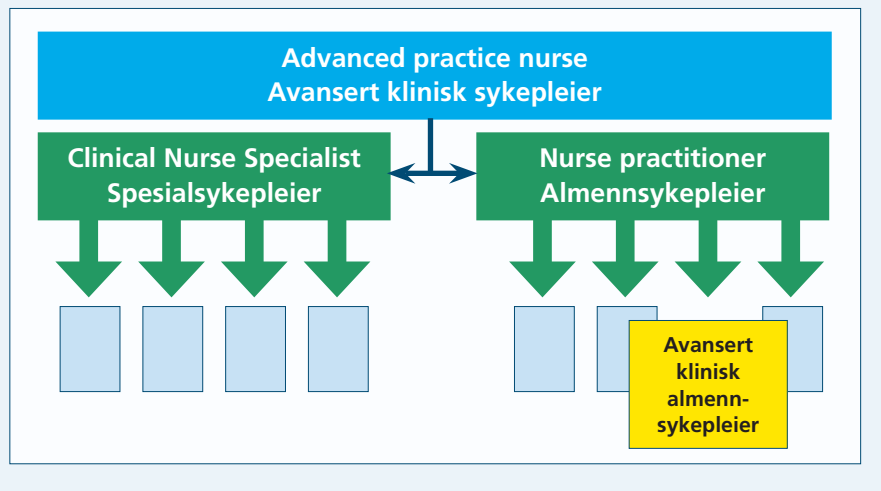 Advanced practice nurse
Avansert klinisk sykepleier
Clinical Nurse Specialist
Spesialsykepleier
Nurse practitioner
Almennsykepleier
Avansert
klinisk
almenn-
sykepleier